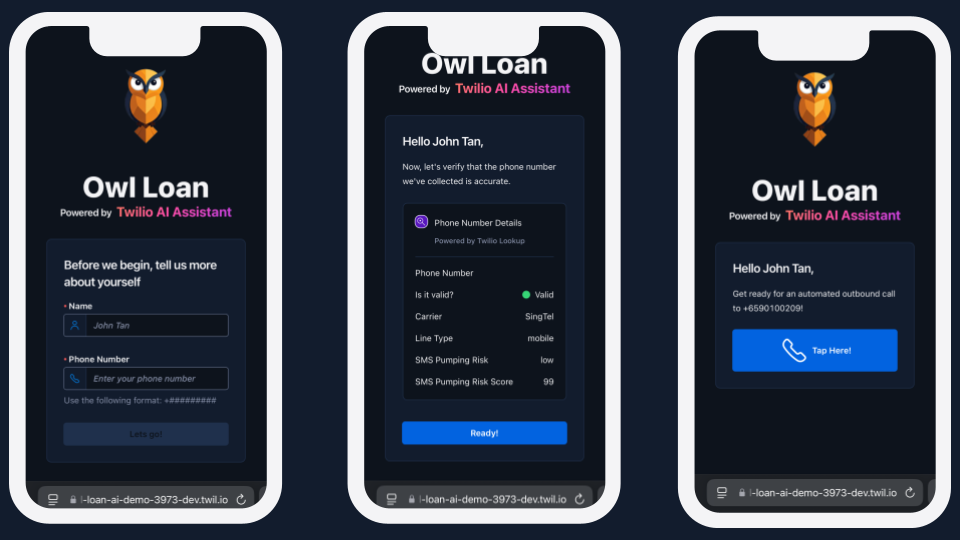 Owl Loan
Powered by Twilio AI Assistant
Before we begin, tell us more
about yourself
* Name
John Tan
* Phone Number
Enter your phone number
Use the following format: +#########
Lets go!
-loan-ai-demo-3973-dev.twil.io
Owl Loan
Powered by Twilio AI Assistant
Hello John Tan,
Now, let's verify that the phone number
we've collected is accurate.
Phone Number Details
Powered by Twilio Lookup
Phone Number
Is it valid? Valid
Carrier SingTel
Line Type mobile
SMS Pumping Risk low
SMS Pumping Risk Score 99
Ready!
-loan-ai-demo-3973-dev.twil.io
Owl Loan
Powered by Twilio AI Assistant
Hello John Tan,
Get ready for an automated outbound call
to +6590100209!
Tap Here!
-loan-ai-demo-3973-dev.twil.io